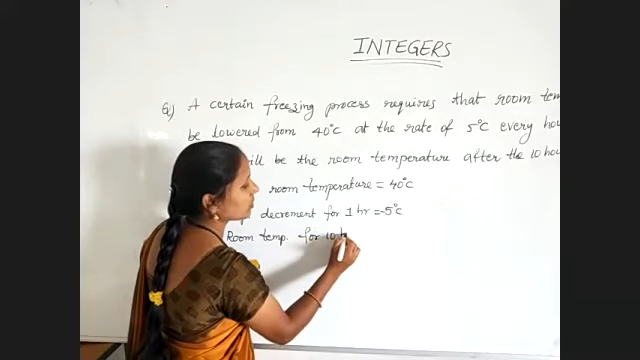 INTEGERS
Q) A certain freezing process requires that room tem
be lowered from 40°C at the rate of 5°C every hou
will be the room temperature after the 10 hou
room temperature = 40°C
decrement for 1 hr = -5°C
Room temp. for 10 h